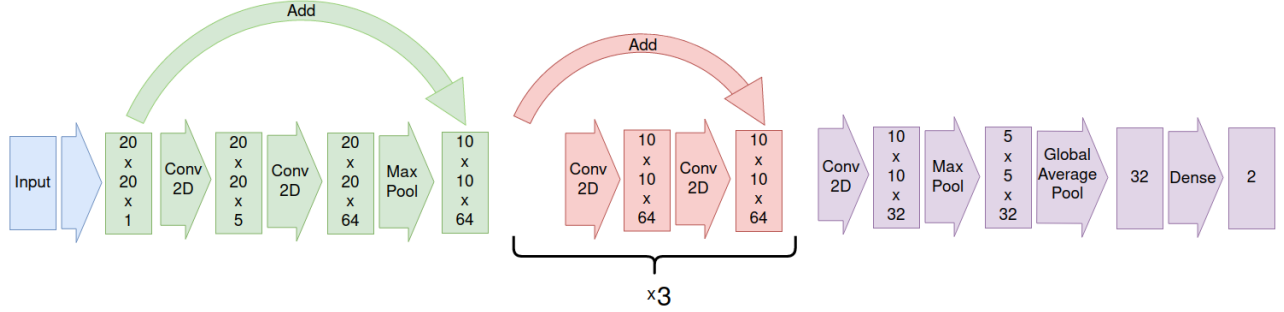 Add
Add
Input
20
x
20
x
1
Conv
2D
20
x
20
x
5
Conv
2D
20
x
20
x
64
Max
Pool
10
x
10
x
64
Conv
2D
10
x
10
x
64
Conv
2D
10
x
10
x
64
Conv
2D
10
x
10
x
32
Max
Pool
5
x
5
x
32
Global
Average
Pool
32
Dense
2
x3